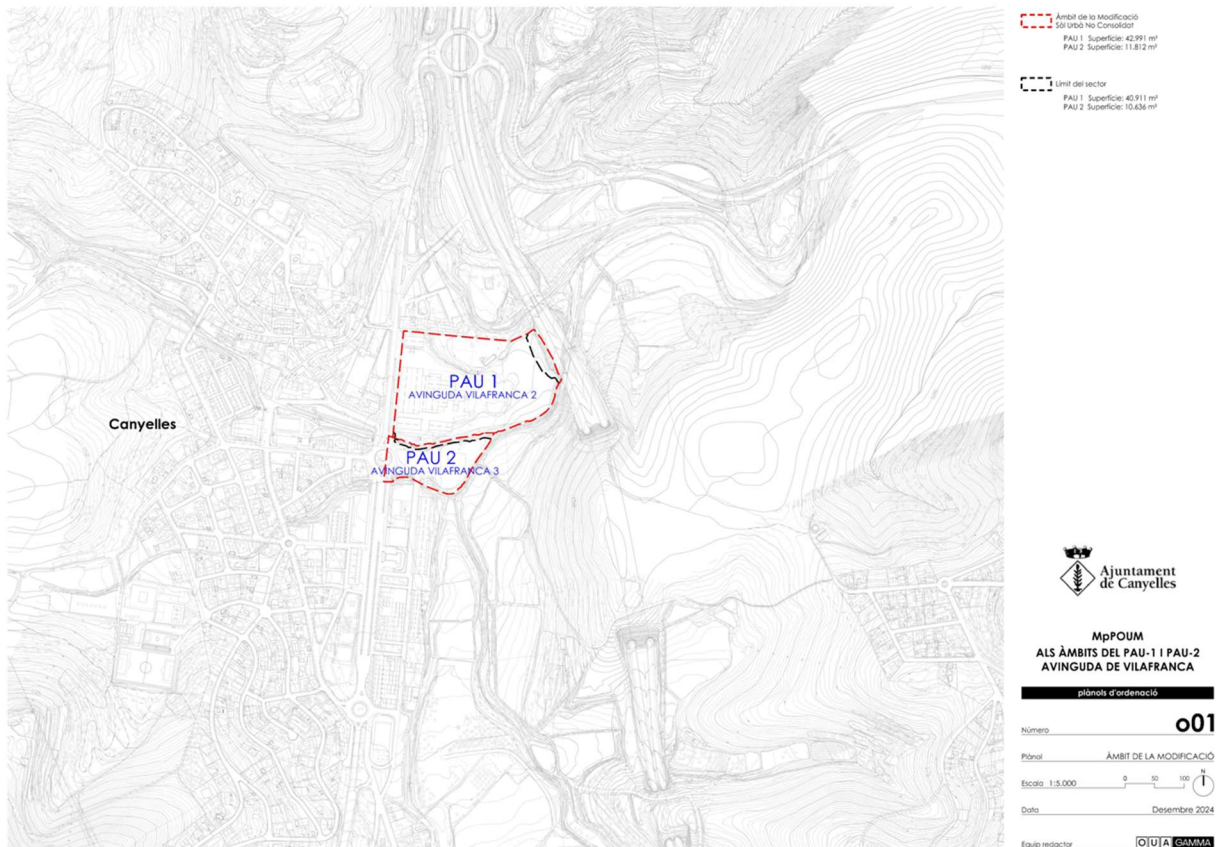 Àmbit de la Modificació
Sòl Urbà No Consolidat
PAU 1 Superfície: 42.991 m²
PAU 2 Superfície: 11.812 m²
Límit del sector
PAU 1 Superfície: 40.911 m²
PAU 2 Superfície: 10.636 m²
PAU 1
AVINGUDA VILAFRANCA 2
Canyelles
PAU 2
AVINGUDA VILAFRANCA 3
Ajuntament
de Canyelles
MpPOUM
ALS ÀMBITS DEL PAU-1 I PAU-2
AVINGUDA DE VILAFRANCA
plànols d'ordenació
Número o01
Plànol ÀMBIT DE LA MODIFICACIÓ
Escala 1:5.000 0 50 100 N
Data Desembre 2024
Equip redactor OUA GAMMA